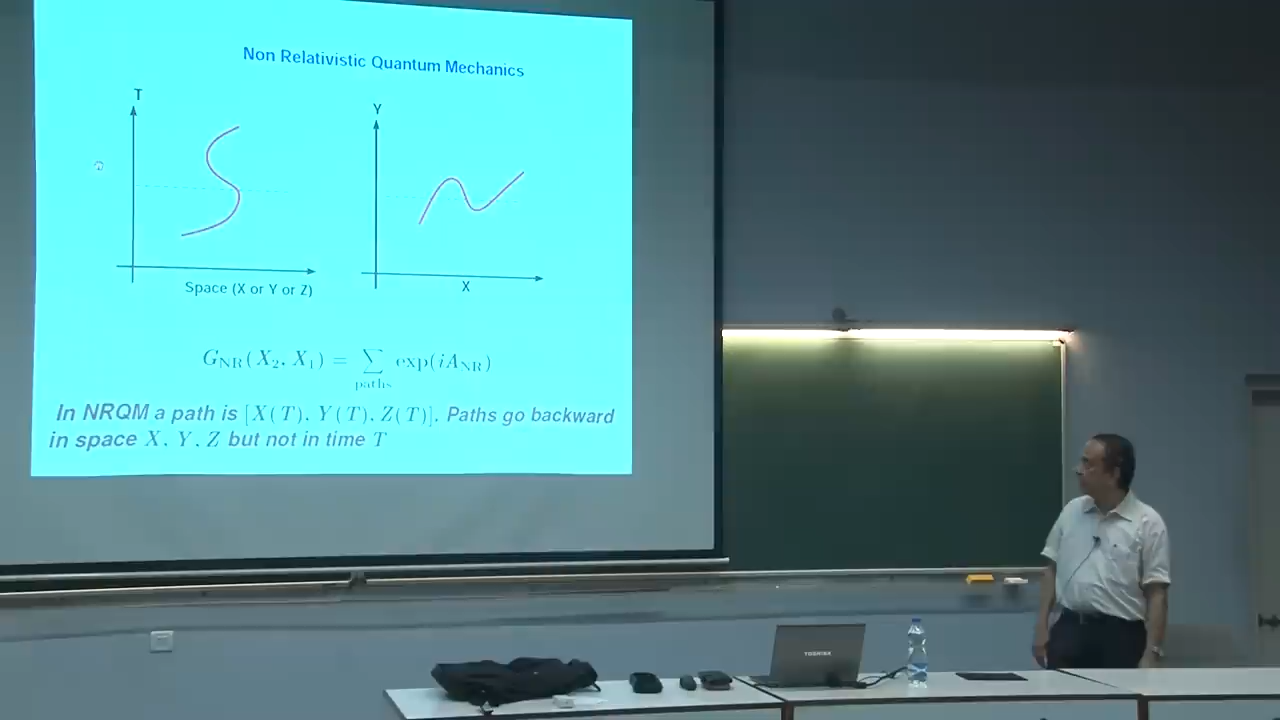 Non Relativistic Quantum Mechanics
T
Y
Space (X or Y or Z)
X
G_NR(X_2, X_1) = ∑_paths exp(iA_NR)
In NRQM a path is [X(T), Y(T), Z(T)]. Paths go backward
in space X, Y, Z but not in time T
TOSHIBA